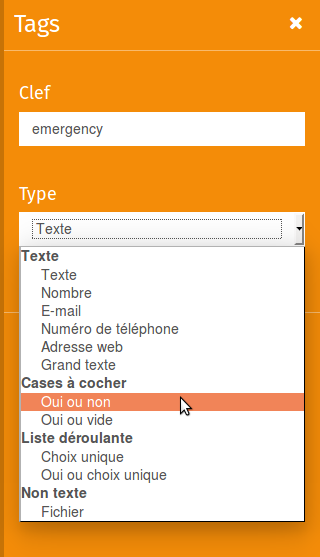 Tags ×
Clef
emergency
Type
Texte
Texte
Texte
Nombre
E-mail
Numéro de téléphone
Adresse web
Grand texte
Cases à cocher
Oui ou non
Oui ou vide
Liste déroulante
Choix unique
Oui ou choix unique
Non texte
Fichier